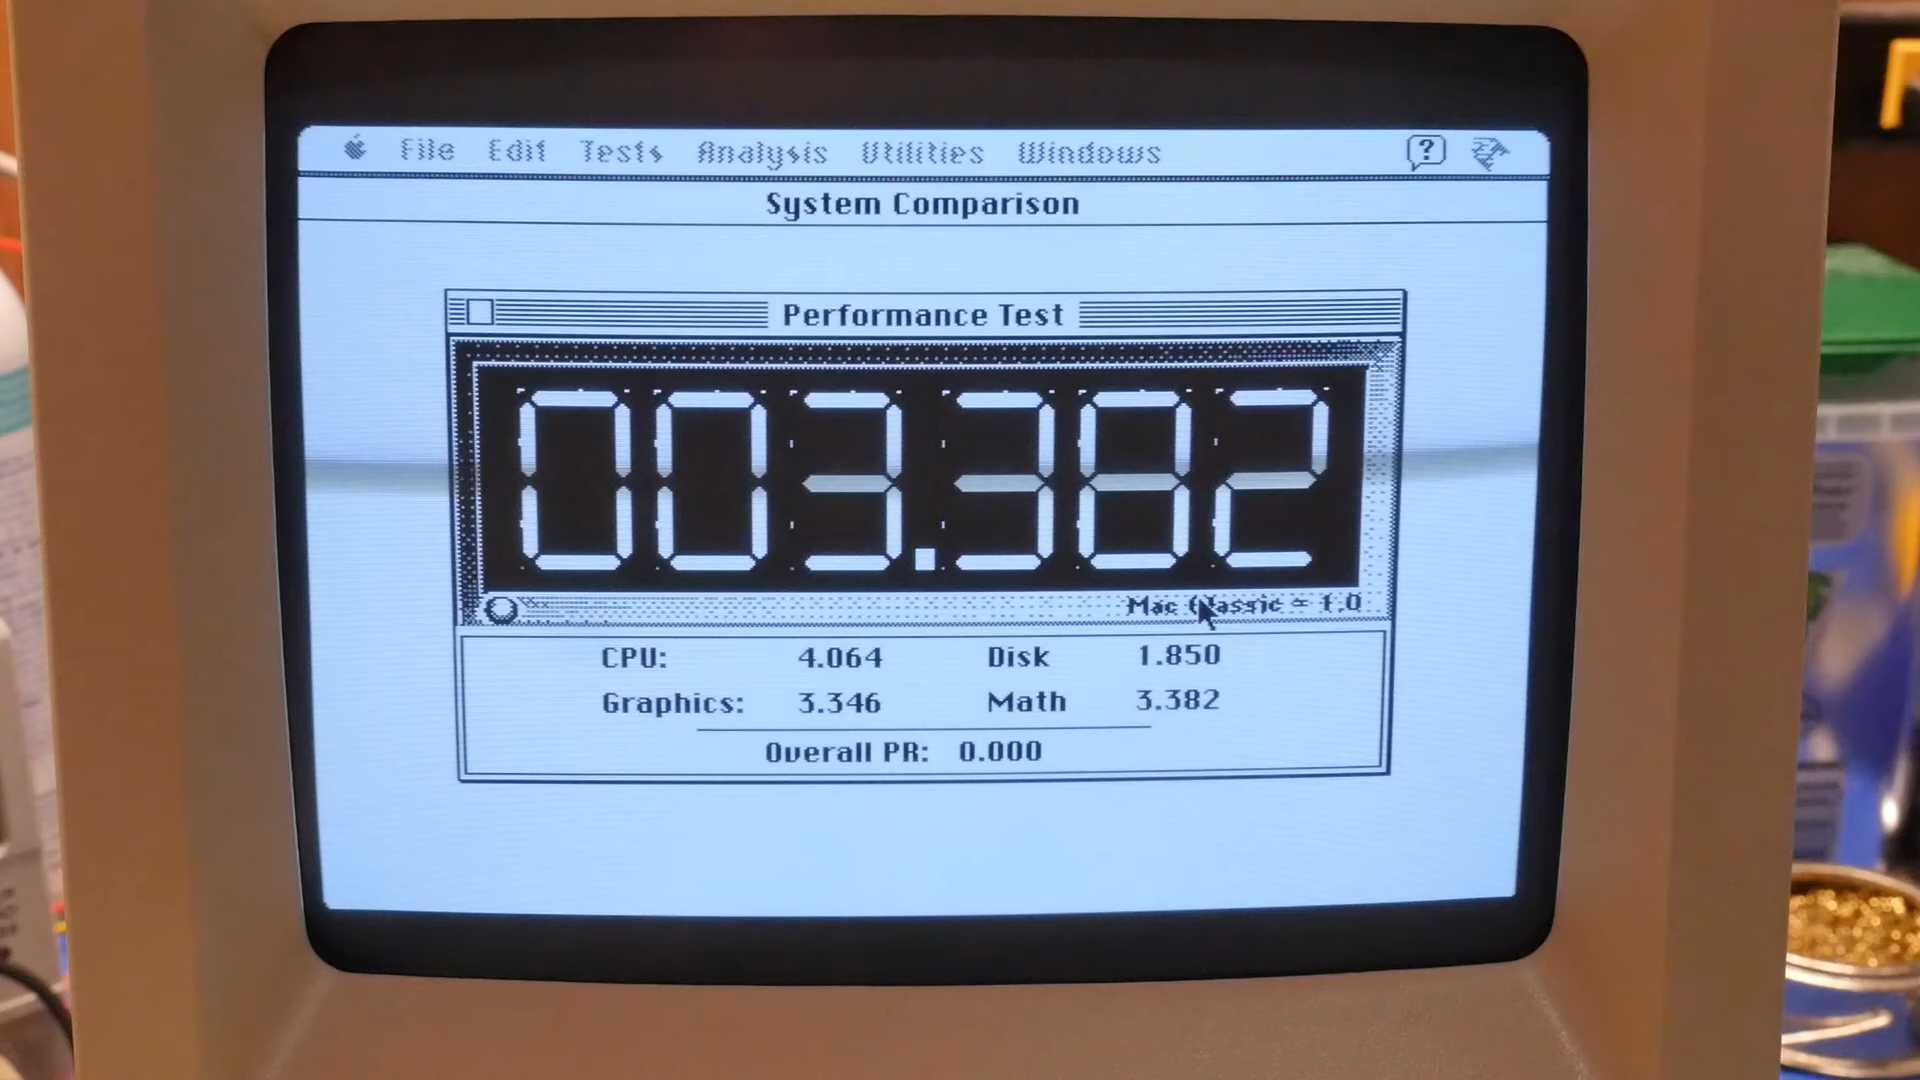 File Edit Tests Analysis Utilities Windows ?
System Comparison
Performance Test
003.382
Mac Classic = 1.0
CPU: 4.064 Disk 1.850
Graphics: 3.346 Math 3.382
Overall PR: 0.000